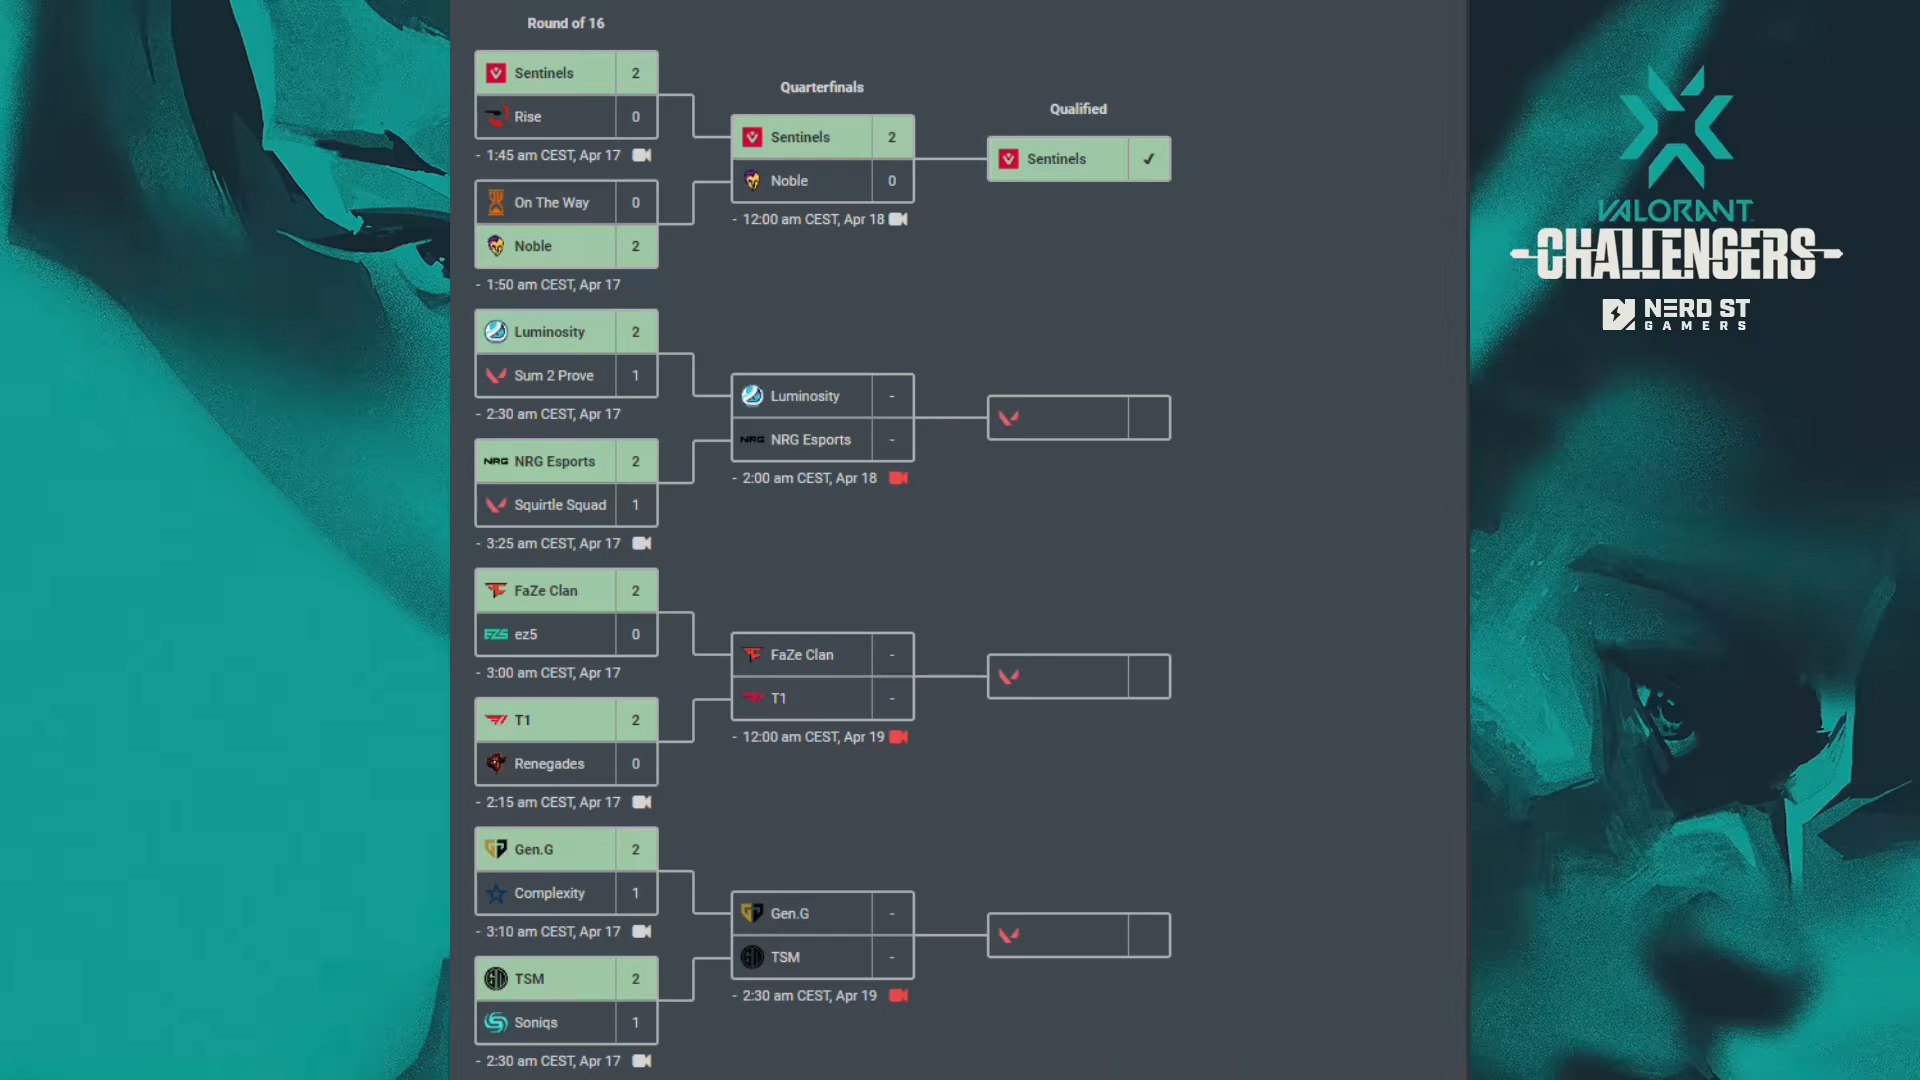 Round of 16
Sentinels 2
Rise 0
- 1:45 am CEST, Apr 17
On The Way 0
Noble 2
- 1:50 am CEST, Apr 17
Luminosity 2
Sum 2 Prove 1
- 2:30 am CEST, Apr 17
NRG NRG Esports 2
Squirtle Squad 1
- 3:25 am CEST, Apr 17
FaZe Clan 2
EZ5 ez5 0
- 3:00 am CEST, Apr 17
T1 2
Renegades 0
- 2:15 am CEST, Apr 17
Gen.G 2
Complexity 1
- 3:10 am CEST, Apr 17
TSM 2
Soniqs 1
- 2:30 am CEST, Apr 17
Quarterfinals
Sentinels 2
Noble 0
- 12:00 am CEST, Apr 18
Luminosity -
NRG NRG Esports -
- 2:00 am CEST, Apr 18
FaZe Clan -
T1 -
- 12:00 am CEST, Apr 19
Gen.G -
TSM -
- 2:30 am CEST, Apr 19
Qualified
Sentinels ✓
VALORANT
CHALLENGERS
NERD ST
GAMERS